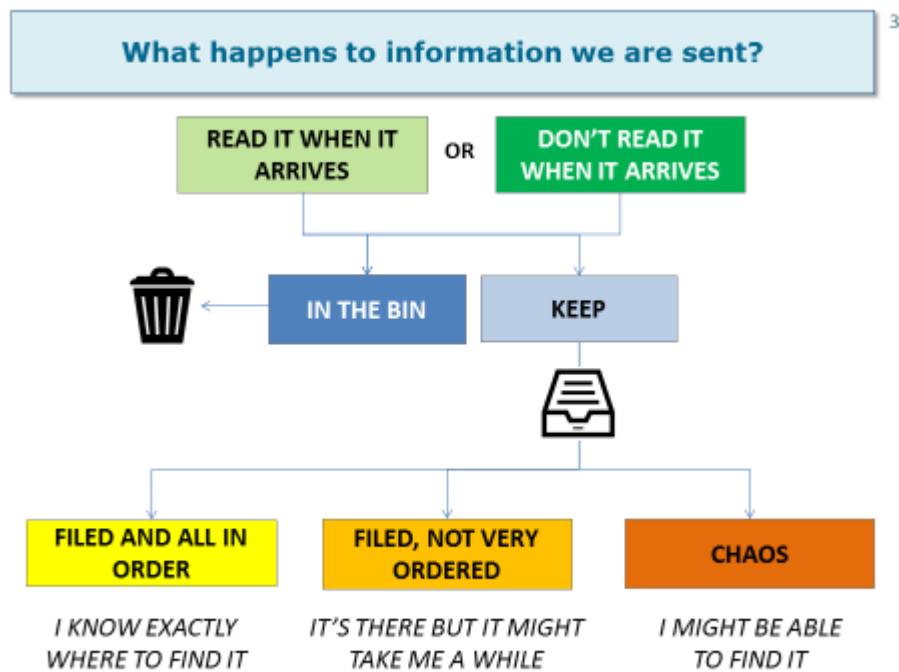 3
What happens to information we are sent?
READ IT WHEN IT
ARRIVES
OR
DON'T READ IT
WHEN IT ARRIVES
IN THE BIN
KEEP
FILED AND ALL IN
ORDER
FILED, NOT VERY
ORDERED
CHAOS
I KNOW EXACTLY
WHERE TO FIND IT
IT'S THERE BUT IT MIGHT
TAKE ME A WHILE
I MIGHT BE ABLE
TO FIND IT